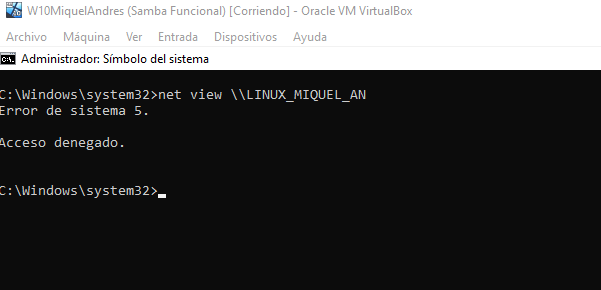 W10MiquelAndres (Samba Funcional) [Corriendo] - Oracle VM VirtualBox
Archivo Máquina Ver Entrada Dispositivos Ayuda
Administrador: Símbolo del sistema
C:\Windows\system32>net view \\LINUX_MIQUEL_AN
Error de sistema 5.
Acceso denegado.
C:\Windows\system32>